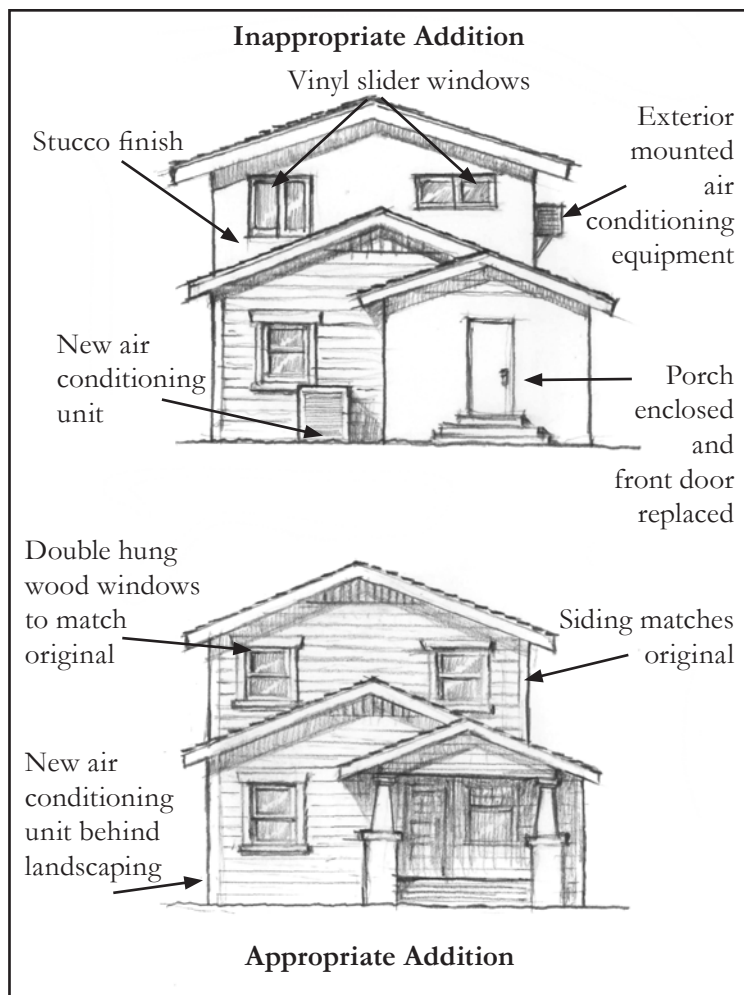 Inappropriate Addition
Vinyl slider windows
Stucco finish
Exterior
mounted
air
conditioning
equipment
New air
conditioning
unit
Porch
enclosed
and
front door
replaced
Double hung
wood windows
to match
original
Siding matches
original
New air
conditioning
unit behind
landscaping
Appropriate Addition